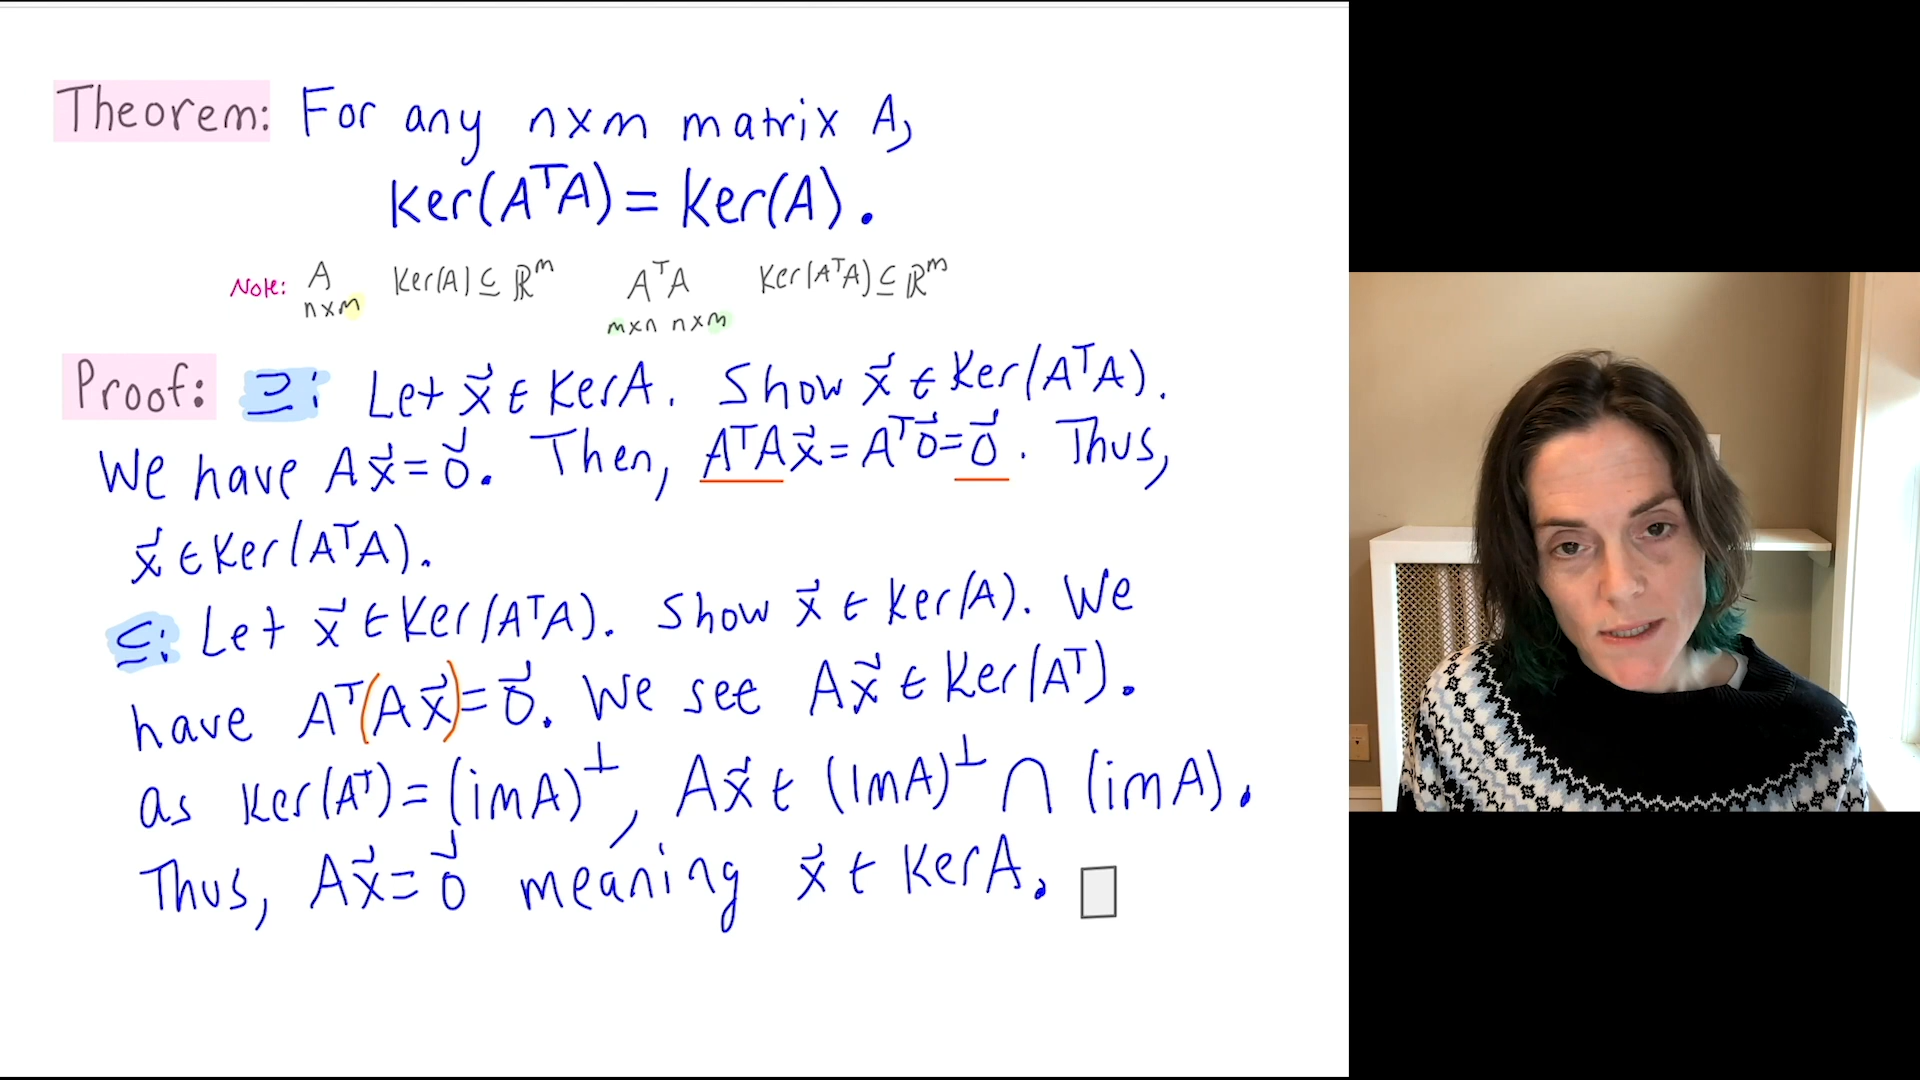 Theorem: For any n×m matrix A,
Ker(AᵀA) = Ker(A).
Note: A Ker(A) ⊆ ℝᵐ AᵀA Ker(AᵀA) ⊆ ℝᵐ
n×m m×n n×m
Proof: ⊇: Let x⃗ ∈ KerA. Show x⃗ ∈ Ker(AᵀA).
We have Ax⃗ = 0⃗. Then, AᵀAx⃗ = Aᵀ0⃗ = 0⃗. Thus,
x⃗ ∈ Ker(AᵀA).
⊆: Let x⃗ ∈ Ker(AᵀA). Show x⃗ ∈ Ker(A). We
have Aᵀ(Ax⃗) = 0⃗. We see Ax⃗ ∈ Ker(Aᵀ).
as Ker(Aᵀ) = (imA)⊥, Ax⃗ ∈ (imA)⊥ ∩ (imA).
Thus, Ax⃗ = 0⃗ meaning x⃗ ∈ KerA. □